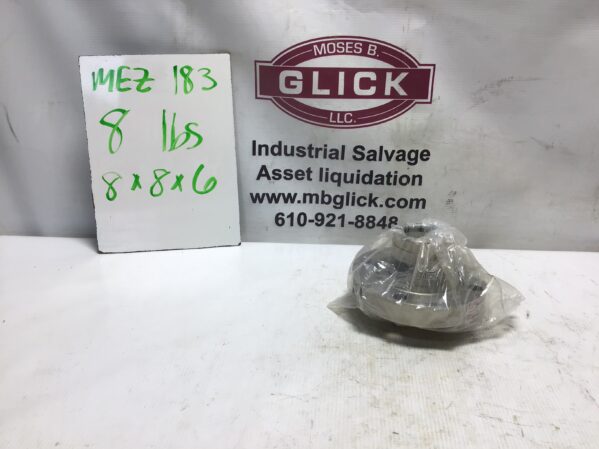 MEZ 183
8 lbs
8x8x6
MOSES B.
GLICK
LLC.
Industrial Salvage
Asset liquidation
www.mbglick.com
610-921-8848